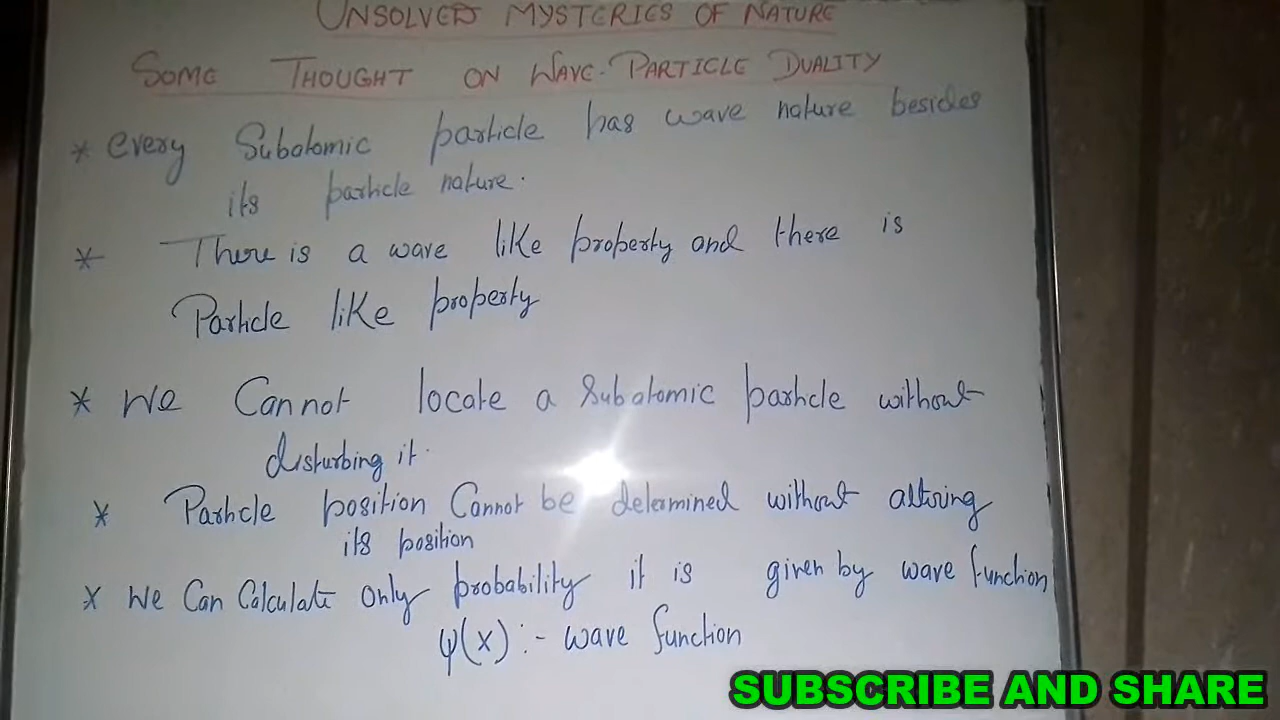 UNSOLVED MYSTERIES OF NATURE
SOME THOUGHT ON WAVE-PARTICLE DUALITY
* every Subatomic particle has wave nature besides
its particle nature.
* There is a wave like property and there is
Particle like property
* We Cannot locate a Subatomic particle without
disturbing it.
* Particle position Cannot be determined without altering
its position
* We Can Calculate only probability it is given by wave function
ψ(x) :- wave function
SUBSCRIBE AND SHARE